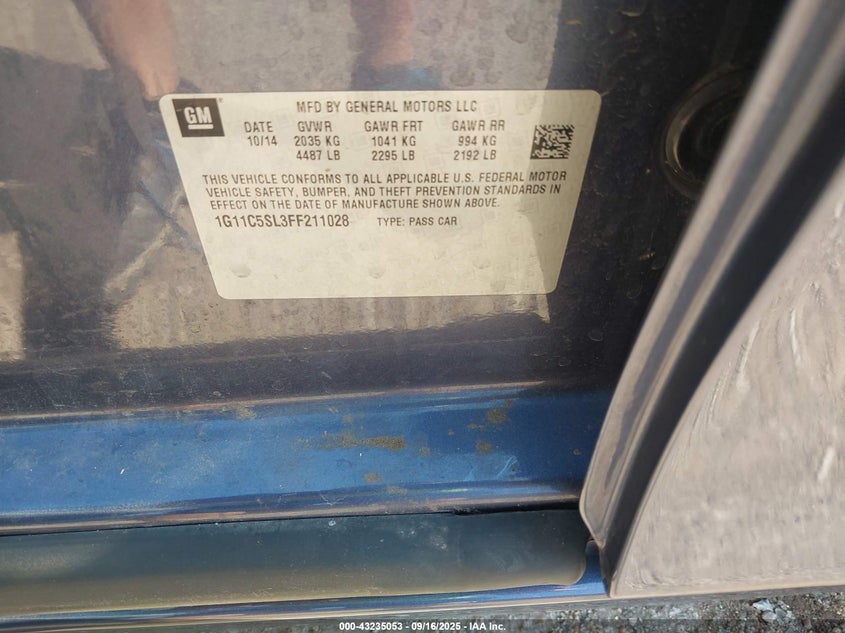 GM
MFD BY GENERAL MOTORS LLC
DATE GVWR GAWR FRT GAWR RR
10/14 2035 KG 1041 KG 994 KG
4487 LB 2295 LB 2192 LB
THIS VEHICLE CONFORMS TO ALL APPLICABLE U.S. FEDERAL MOTOR
VEHICLE SAFETY, BUMPER, AND THEFT PREVENTION STANDARDS IN
EFFECT ON THE DATE OF MANUFACTURE SHOWN ABOVE.
1G11C5SL3FF211028 TYPE: PASS CAR
000-43235053 - 09/16/2025 - IAA Inc.